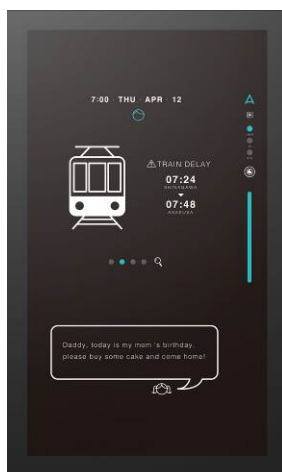 7:00 THU APR 12
TRAIN DELAY
07:24
SHINAGAWA
07:48
Daddy, today is my mom 's birthday,
please buy some cake and come home!